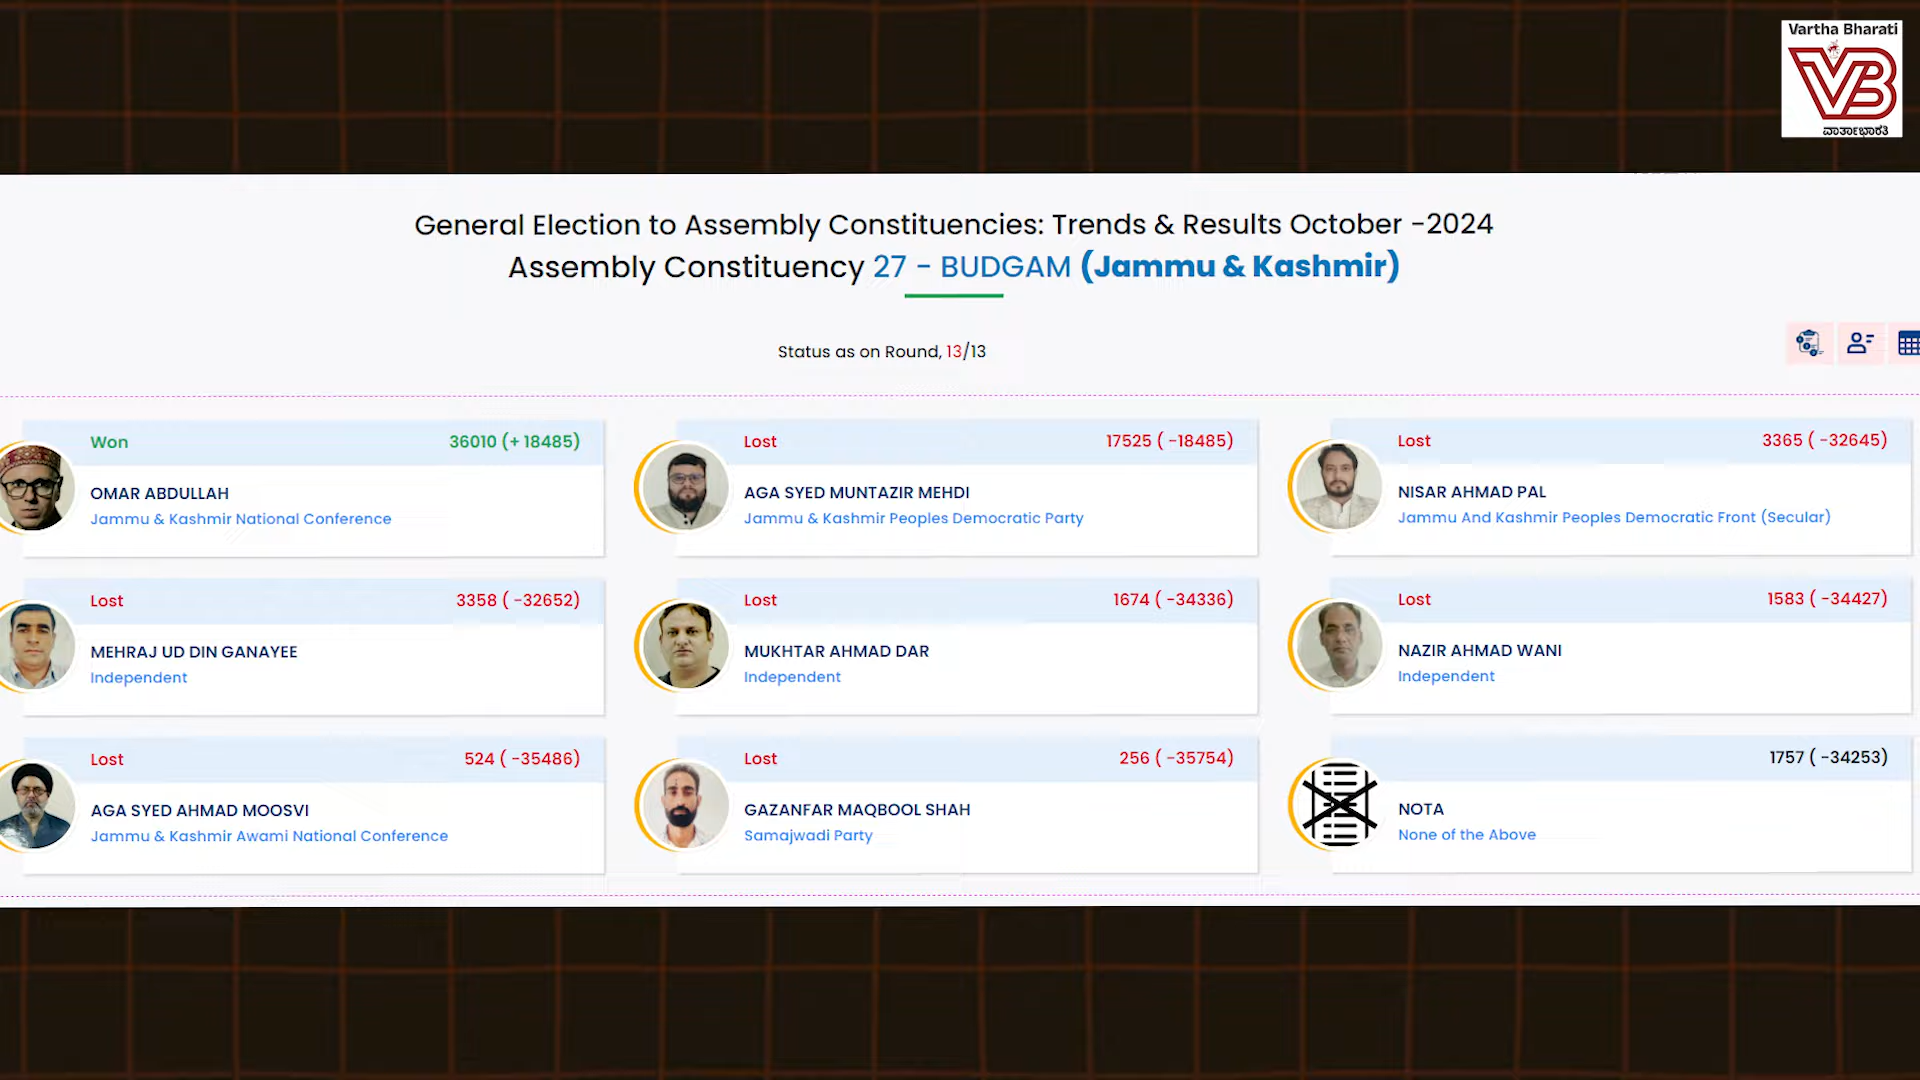 Vartha Bharati
VB
ವಾರ್ತಾಭಾರತಿ
General Election to Assembly Constituencies: Trends & Results October -2024
Assembly Constituency 27 - BUDGAM (Jammu & Kashmir)
Status as on Round, 13/13
Won 36010 (+ 18485)
OMAR ABDULLAH
Jammu & Kashmir National Conference
Lost 17525 ( -18485)
AGA SYED MUNTAZIR MEHDI
Jammu & Kashmir Peoples Democratic Party
Lost 3365 ( -32645)
NISAR AHMAD PAL
Jammu And Kashmir Peoples Democratic Front (Secular)
Lost 3358 ( -32652)
MEHRAJ UD DIN GANAYEE
Independent
Lost 1674 ( -34336)
MUKHTAR AHMAD DAR
Independent
Lost 1583 ( -34427)
NAZIR AHMAD WANI
Independent
Lost 524 ( -35486)
AGA SYED AHMAD MOOSVI
Jammu & Kashmir Awami National Conference
Lost 256 ( -35754)
GAZANFAR MAQBOOL SHAH
Samajwadi Party
1757 ( -34253)
NOTA
None of the Above